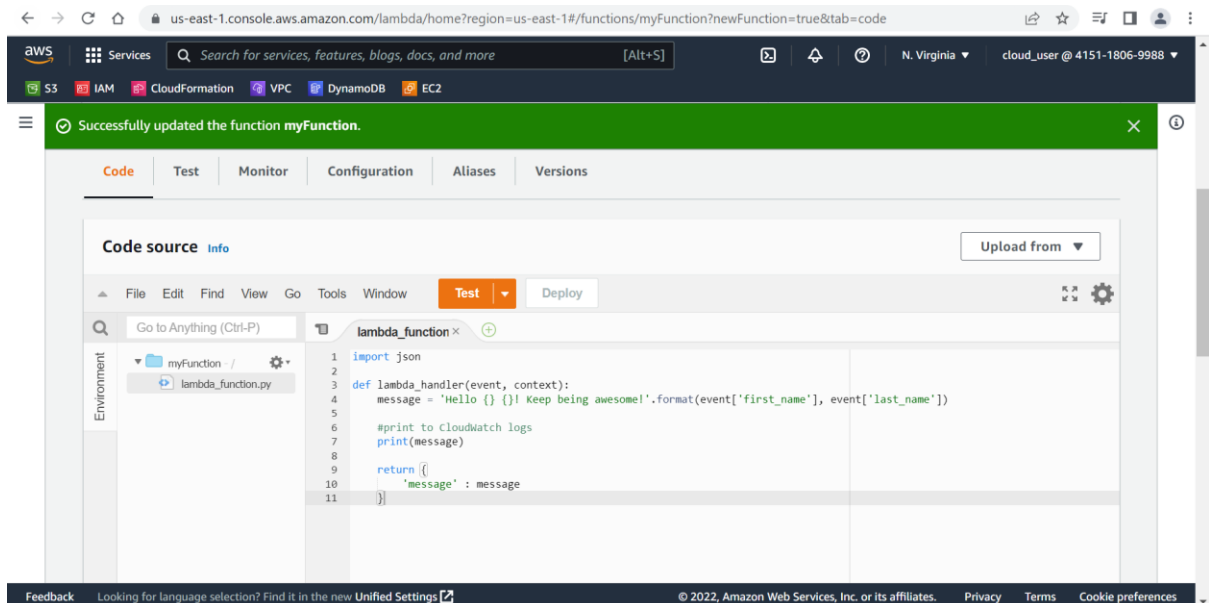 us-east-1.console.aws.amazon.com/lambda/home?region=us-east-1#/functions/myFunction?newFunction=true&tab=code
aws Services Search for services, features, blogs, docs, and more [Alt+S] N. Virginia ▼ cloud_user @ 4151-1806-9988 ▼
S3 IAM CloudFormation VPC DynamoDB EC2
Successfully updated the function myFunction.
Code Test Monitor Configuration Aliases Versions
Code source Info Upload from ▼
File Edit Find View Go Tools Window Test Deploy
Go to Anything (Ctrl-P) lambda_function ×
Environment
myFunction - /
lambda_function.py
1 import json
2
3 def lambda_handler(event, context):
4     message = 'Hello {} {}! Keep being awesome!'.format(event['first_name'], event['last_name'])
5
6     #print to CloudWatch logs
7     print(message)
8
9     return {
10         'message' : message
11     }
Feedback Looking for language selection? Find it in the new Unified Settings © 2022, Amazon Web Services, Inc. or its affiliates. Privacy Terms Cookie preferences